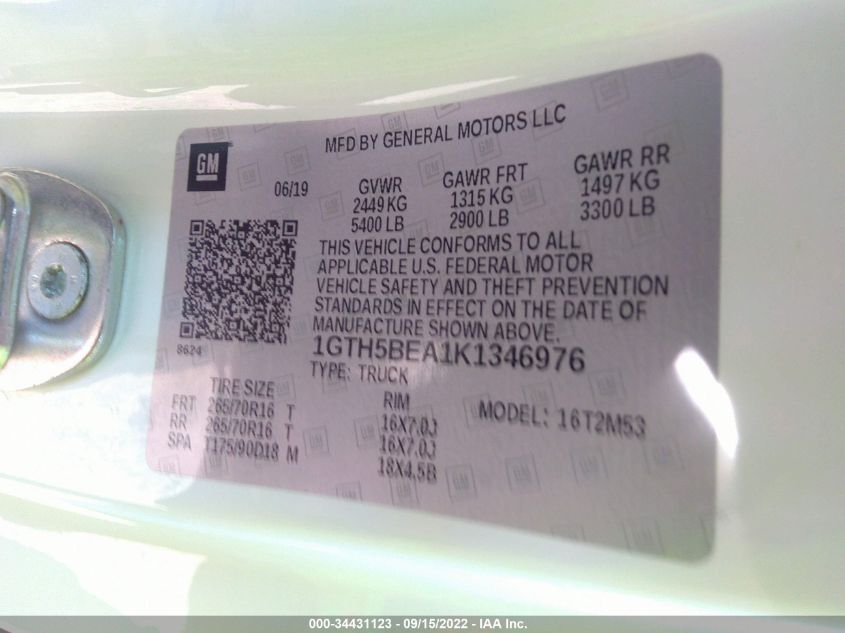 MFD BY GENERAL MOTORS LLC
GM
06/19 GVWR GAWR FRT GAWR RR
2449 KG 1315 KG 1497 KG
5400 LB 2900 LB 3300 LB
THIS VEHICLE CONFORMS TO ALL
APPLICABLE U.S. FEDERAL MOTOR
VEHICLE SAFETY AND THEFT PREVENTION
STANDARDS IN EFFECT ON THE DATE OF
MANUFACTURE SHOWN ABOVE.
8624
1GTH5BEA1K1346976
TYPE: TRUCK
TIRE SIZE RIM MODEL: 16T2M53
FRT 265/70R16 T 16X7.0J
RR 265/70R16 T 16X7.0J
SPA T175/90D18 M 18X4.5B
000-34431123 - 09/15/2022 - IAA Inc.